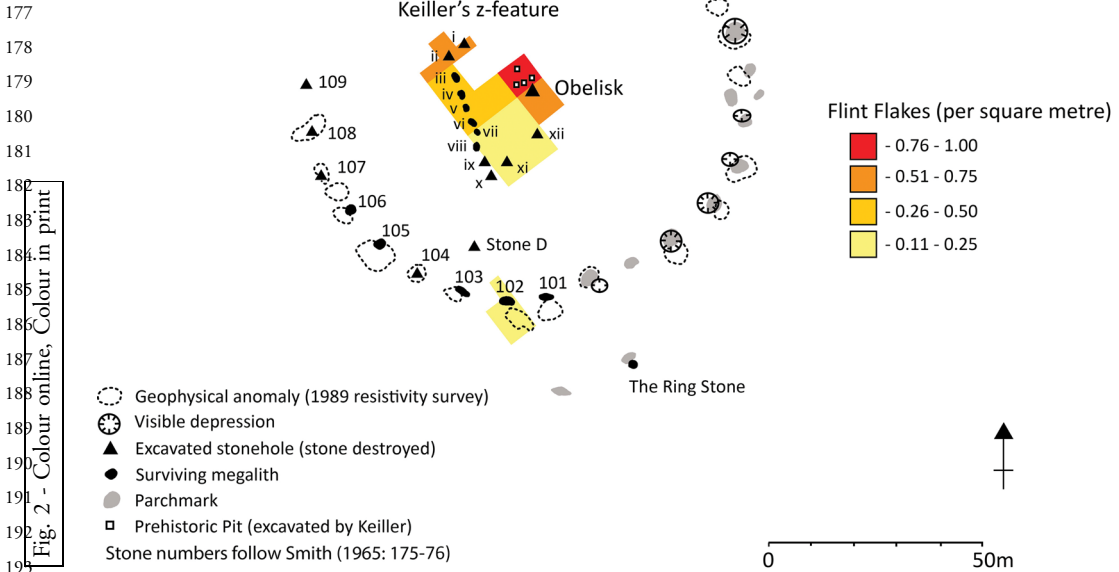 177
178
179
180
181
182
183
184
185
186
187
188
189
190
191
192
193
Fig. 2 - Colour online, Colour in print
Keiller's z-feature
i
ii
iii
iv
v
vi
vii
viii
ix
x
xi
xii
Obelisk
109
108
107
106
105
104
103
102
101
Stone D
The Ring Stone
Flint Flakes (per square metre)
- 0.76 - 1.00
- 0.51 - 0.75
- 0.26 - 0.50
- 0.11 - 0.25
Geophysical anomaly (1989 resistivity survey)
Visible depression
Excavated stonehole (stone destroyed)
Surviving megalith
Parchmark
Prehistoric Pit (excavated by Keiller)
Stone numbers follow Smith (1965: 175-76)
0
50m